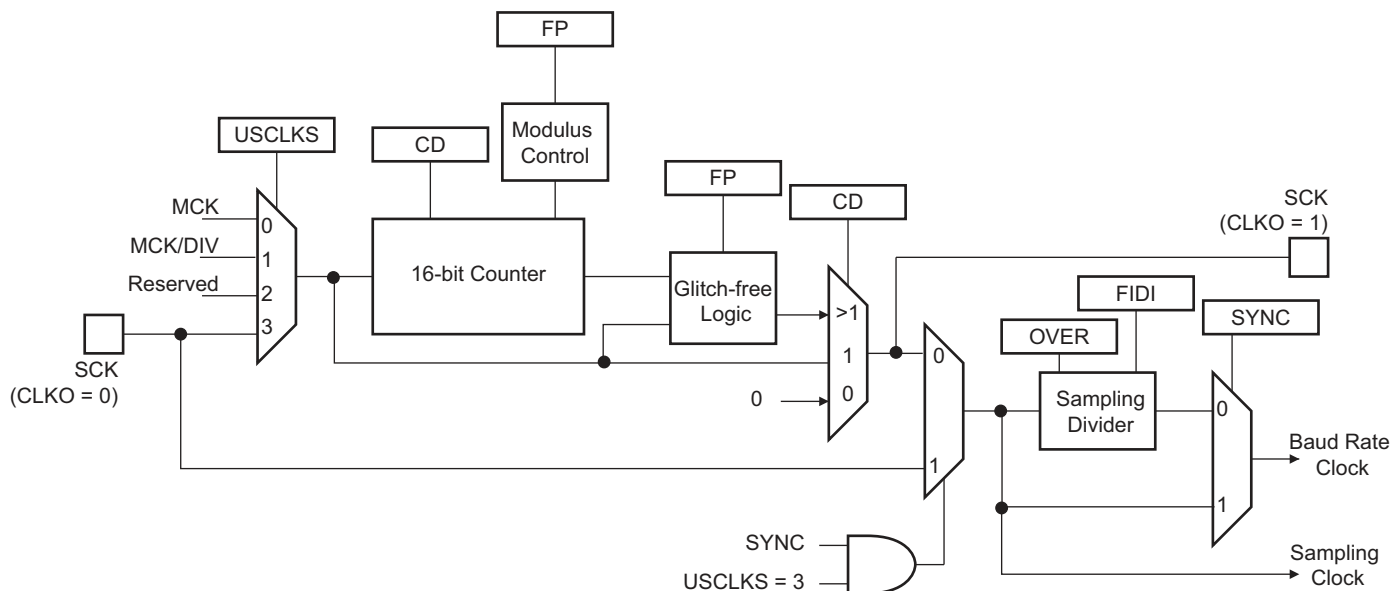 FP
USCLKS
CD
Modulus
Control
FP
CD
SCK
(CLKO = 1)
MCK
0
MCK/DIV
1
16-bit Counter
Reserved
2
3
Glitch-free
Logic
>1
1
0
0
FIDI
OVER
SYNC
SCK
(CLKO = 0)
0
1
Sampling
Divider
0
1
Baud Rate
Clock
SYNC
USCLKS = 3
Sampling
Clock